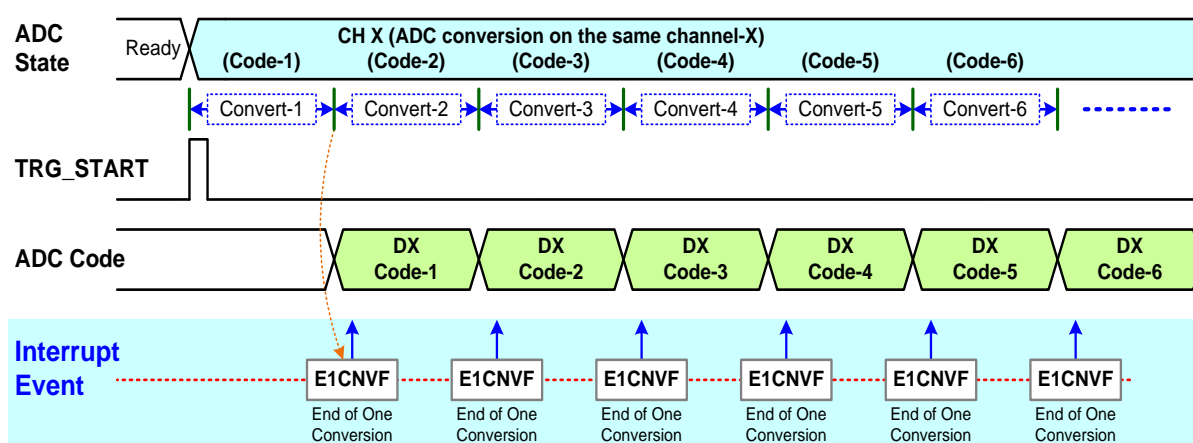 ADC
State
Ready
CH X (ADC conversion on the same channel-X)
(Code-1) (Code-2) (Code-3) (Code-4) (Code-5) (Code-6)
Convert-1 Convert-2 Convert-3 Convert-4 Convert-5 Convert-6
TRG_START
ADC Code
DX DX DX DX DX DX
Code-1 Code-2 Code-3 Code-4 Code-5 Code-6
Interrupt
Event
E1CNVF E1CNVF E1CNVF E1CNVF E1CNVF E1CNVF
End of One End of One End of One End of One End of One End of One
Conversion Conversion Conversion Conversion Conversion Conversion